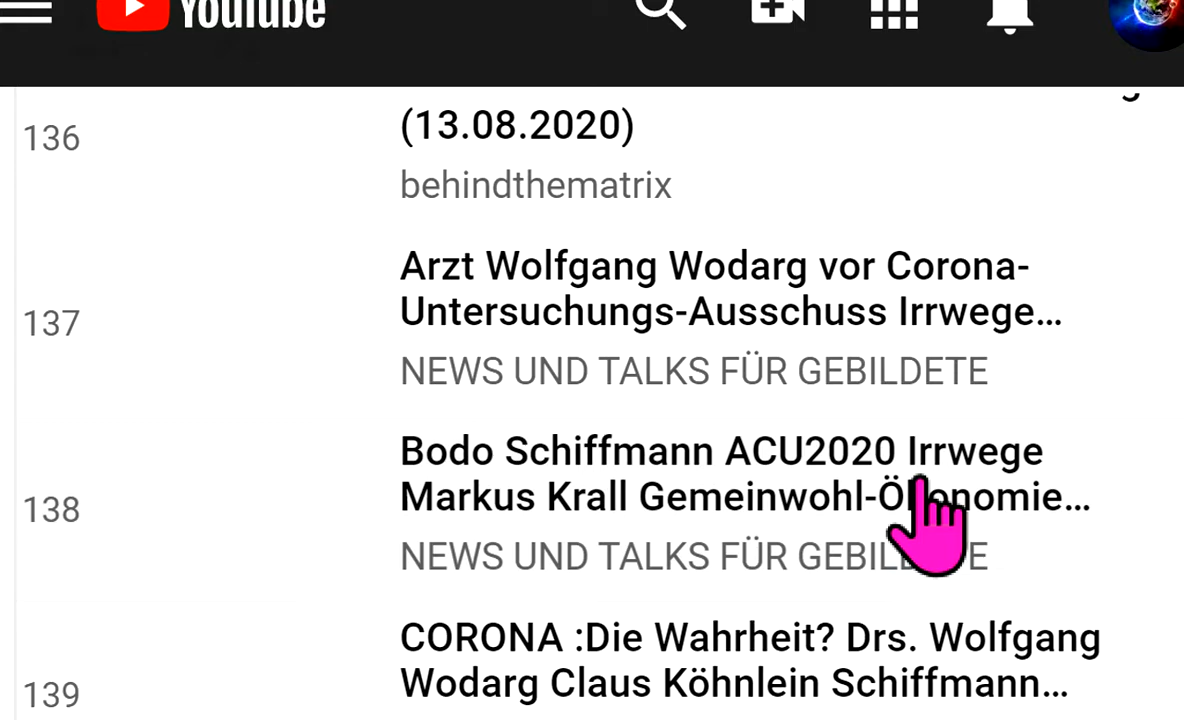 YouTube
136
(13.08.2020)
behindthematrix
137
Arzt Wolfgang Wodarg vor Corona-
Untersuchungs-Ausschuss Irrwege...
NEWS UND TALKS FÜR GEBILDETE
138
Bodo Schiffmann ACU2020 Irrwege
Markus Krall Gemeinwohl-Ökonomie...
NEWS UND TALKS FÜR GEBILDETE
139
CORONA :Die Wahrheit? Drs. Wolfgang
Wodarg Claus Köhnlein Schiffmann...